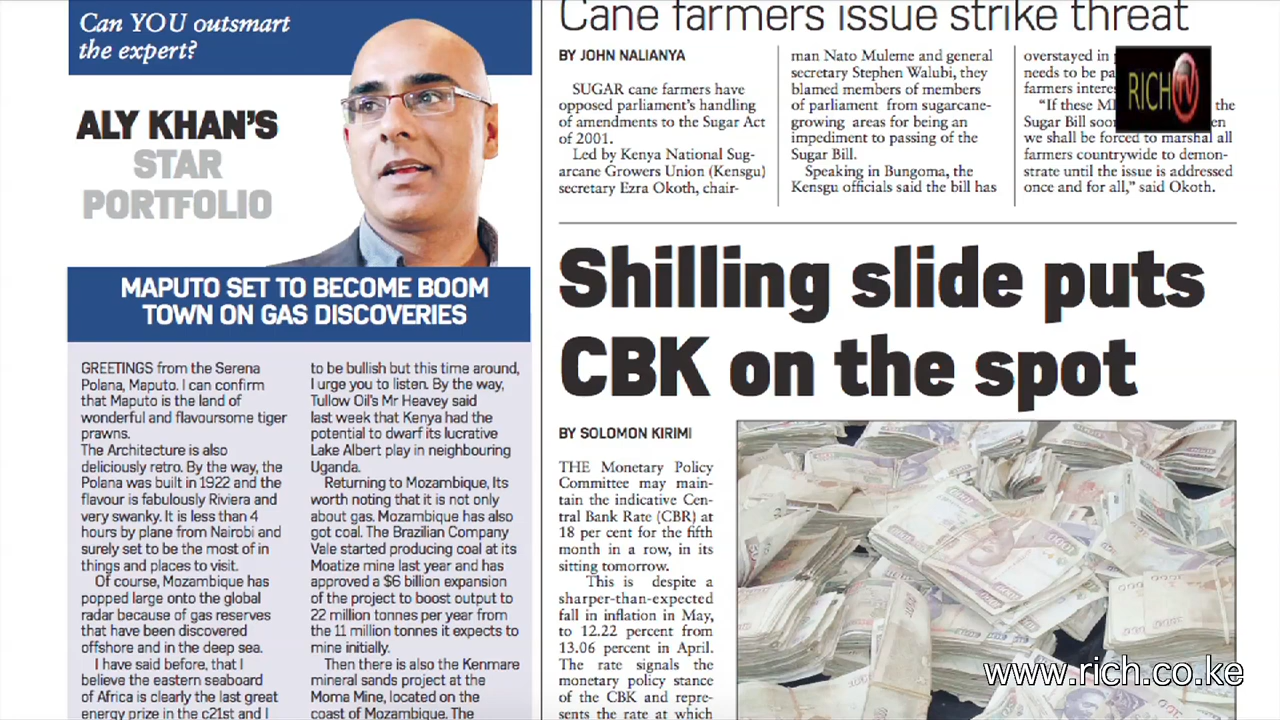 Can YOU outsmart
the expert?
ALY KHAN'S
STAR
PORTFOLIO
MAPUTO SET TO BECOME BOOM
TOWN ON GAS DISCOVERIES
GREETINGS from the Serena
Polana, Maputo. I can confirm
that Maputo is the land of
wonderful and flavoursome tiger
prawns.
The Architecture is also
deliciously retro. By the way, the
Polana was built in 1922 and the
flavour is fabulously Riviera and
very swanky. It is less than 4
hours by plane from Nairobi and
surely set to be the most of in
things and places to visit.
Of course, Mozambique has
popped large onto the global
radar because of gas reserves
that have been discovered
offshore and in the deep sea.
I have said before, that I
believe the eastern seaboard
of Africa is clearly the last great
energy prize in the c21st and I
to be bullish but this time around,
I urge you to listen. By the way,
Tullow Oil's Mr Heavey said
last week that Kenya had the
potential to dwarf its lucrative
Lake Albert play in neighbouring
Uganda.
Returning to Mozambique, Its
worth noting that it is not only
about gas. Mozambique has also
got coal. The Brazilian Company
Vale started producing coal at its
Moatize mine last year and has
approved a $6 billion expansion
of the project to boost output to
22 million tonnes per year from
the 11 million tonnes it expects to
mine initially.
Then there is also the Kenmare
mineral sands project at the
Moma Mine, located on the
coast of Mozambique. The
Cane farmers issue strike threat
BY JOHN NALIANYA
SUGAR cane farmers have
opposed parliament's handling
of amendments to the Sugar Act
of 2001.
Led by Kenya National Sug-
arcane Growers Union (Kensgu)
secretary Ezra Okoth, chair-
man Nato Muleme and general
secretary Stephen Walubi, they
blamed members of members
of parliament from sugarcane-
growing areas for being an
impediment to passing of the
Sugar Bill.
Speaking in Bungoma, the
Kensgu officials said the bill has
overstayed in
needs to be
farmers
"If these the
Sugar Bill
we shall be forced to marshal all
farmers countrywide to demon-
strate until the issue is addressed
once and for all," said Okoth.
RICH TV
Shilling slide puts
CBK on the spot
BY SOLOMON KIRIMI
THE Monetary Policy
Committee may main-
tain the indicative Cen-
tral Bank Rate (CBR) at
18 per cent for the fifth
month in a row, in its
sitting tomorrow.
This is despite a
sharper-than-expected
fall in inflation in May,
to 12.22 percent from
13.06 percent in April.
The rate signals the
monetary policy stance
of the CBK and repre-
sents the rate at which
www.rich.co.ke